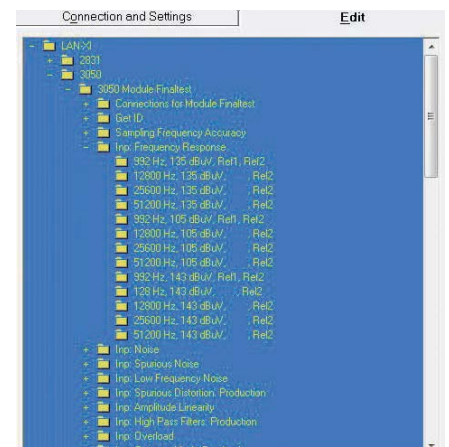 Connection and Settings
Edit
LAN-XI
2831
3050
3050 Module Finaltest
Connections for Module Finaltest
Get ID
Sampling Frequency Accuracy
Inp: Frequency Response
992 Hz, 135 dBuV, Ref1, Ref2
12800 Hz, 135 dBuV, , Ref2
25600 Hz, 135 dBuV, , Ref2
51200 Hz, 135 dBuV, , Ref2
992 Hz, 105 dBuV, Ref1, Ref2
12800 Hz, 105 dBuV, , Ref2
25600 Hz, 105 dBuV, , Ref2
51200 Hz, 105 dBuV, , Ref2
992 Hz, 143 dBuV, Ref1, Ref2
128 Hz, 143 dBuV, , Ref2
12800 Hz, 143 dBuV, , Ref2
25600 Hz, 143 dBuV, , Ref2
51200 Hz, 143 dBuV, , Ref2
Inp: Noise
Inp: Spurious Noise
Inp: Low Frequency Noise
Inp: Spurious Distortion. Production
Inp: Amplitude Linearity
Inp: High Pass Filters: Production
Inp: Overload